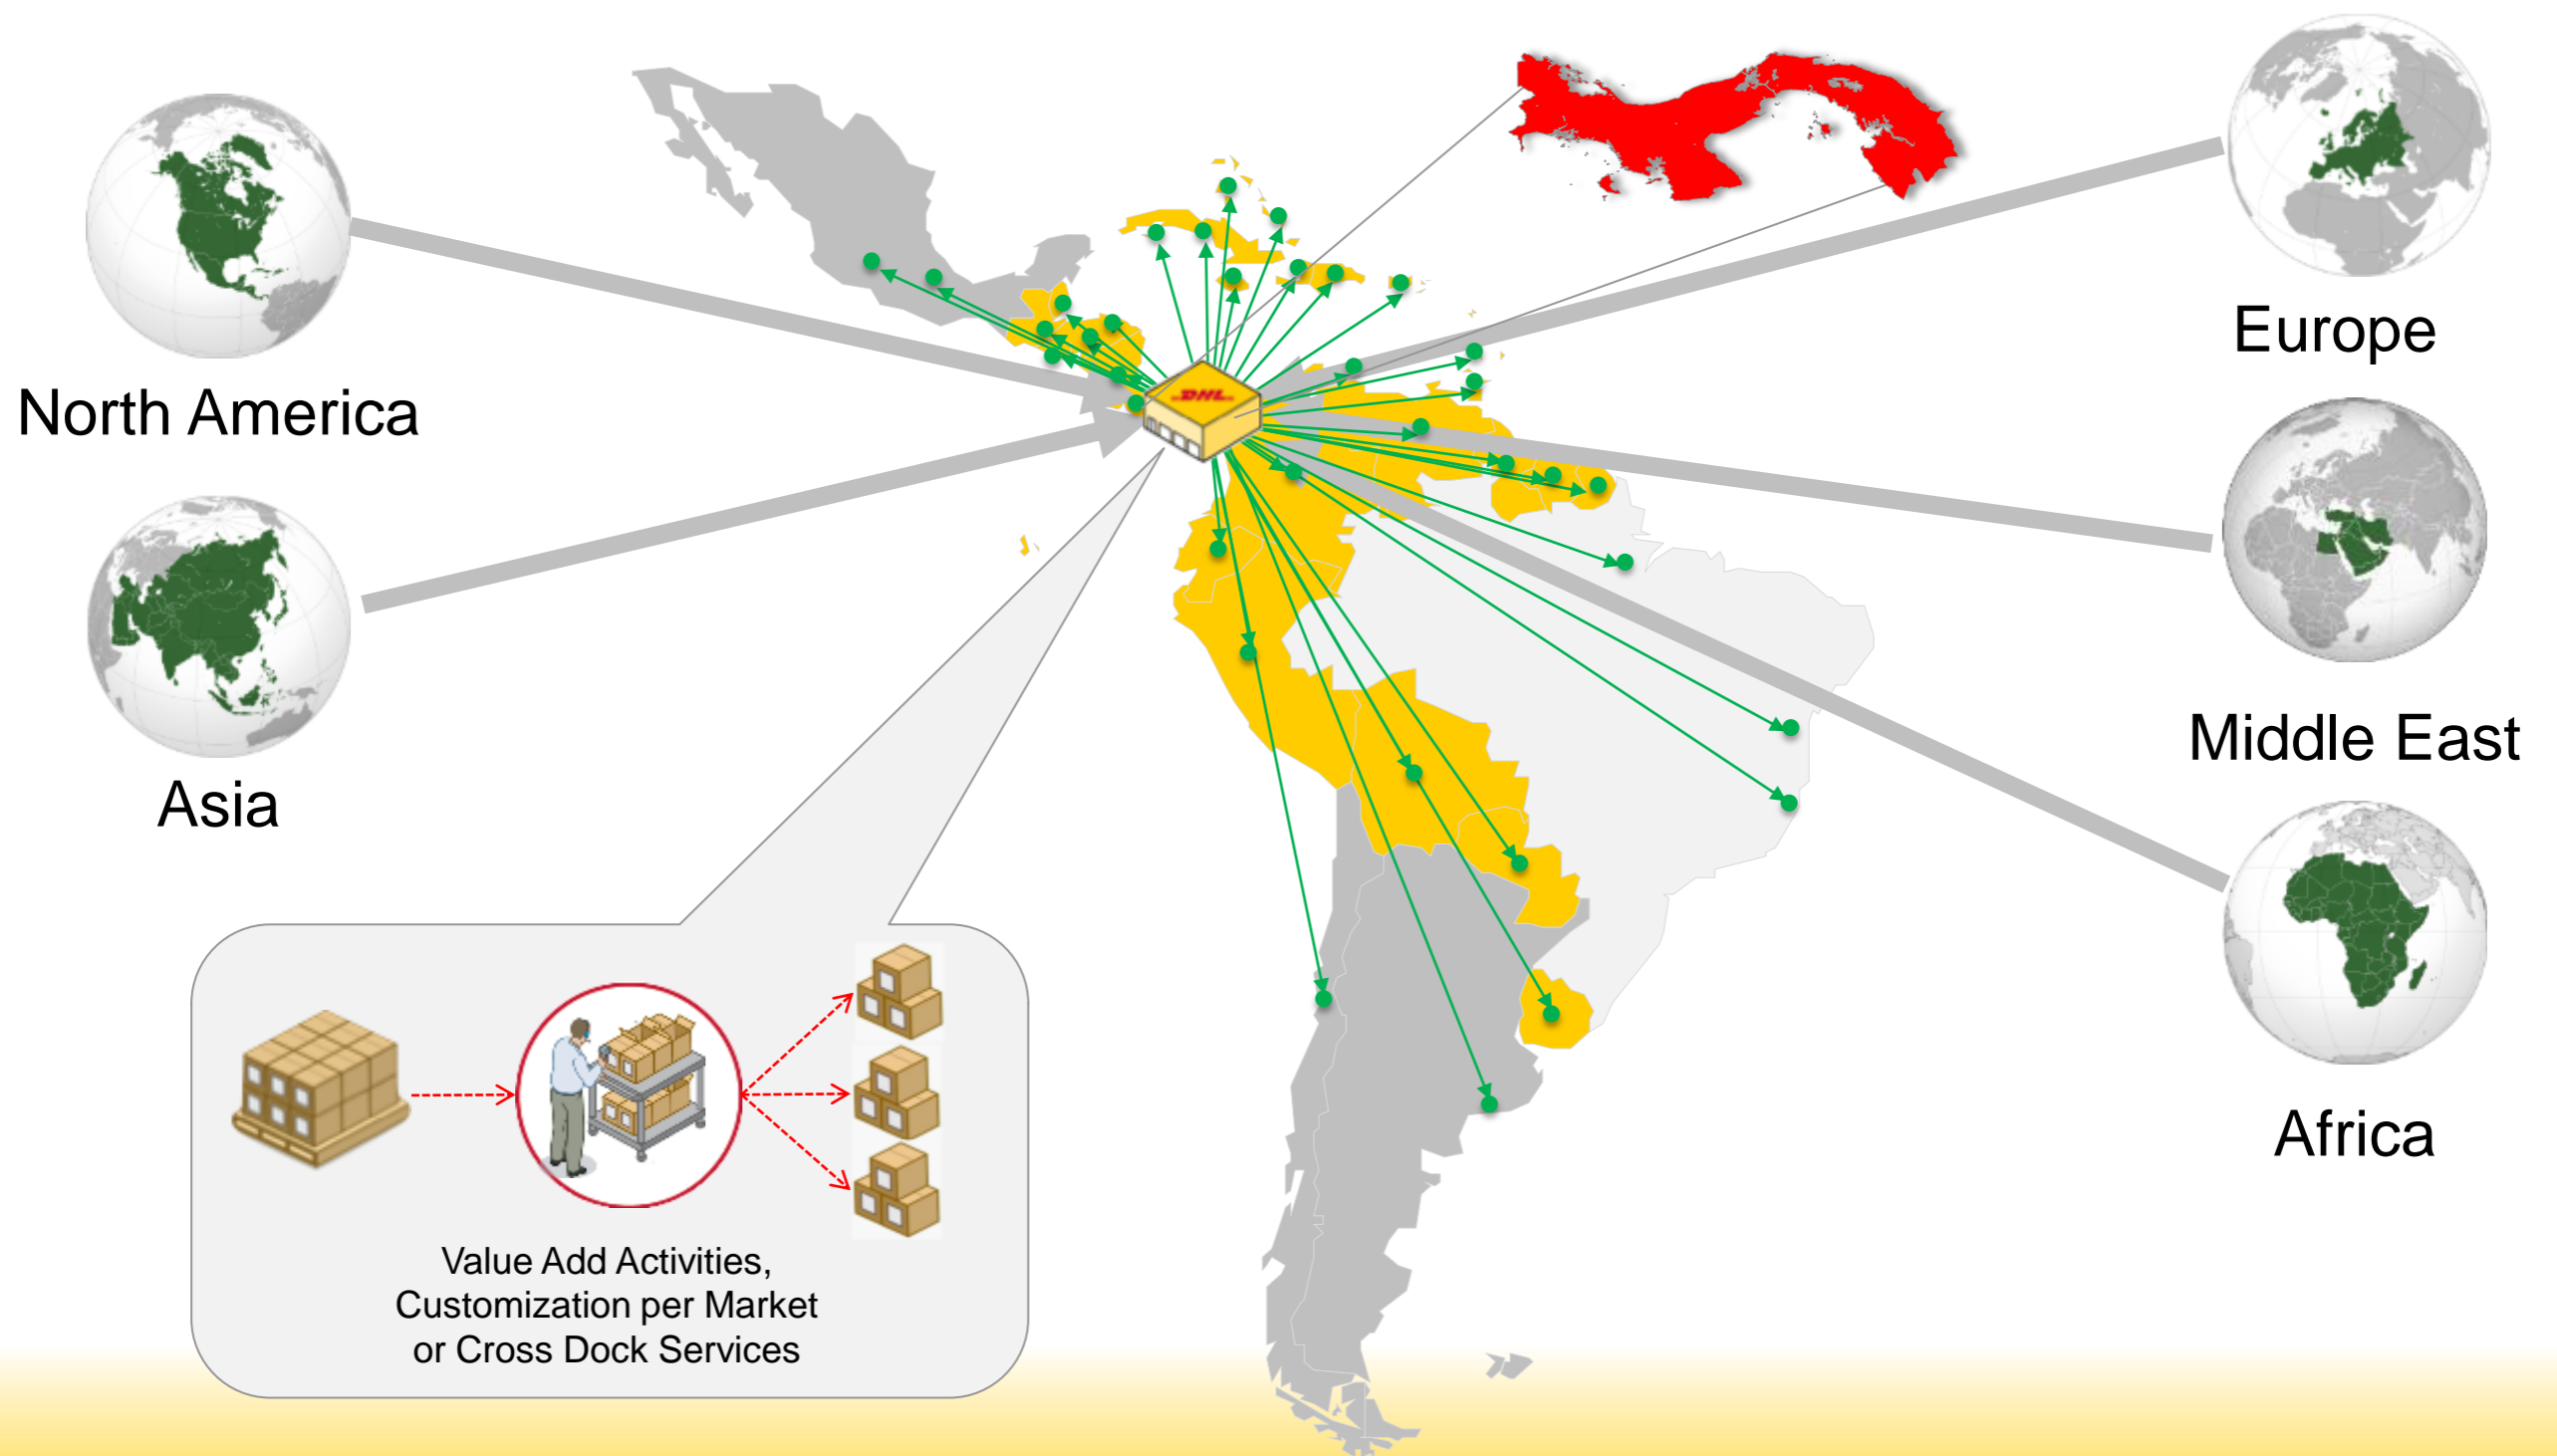 North America
Asia
DHL
Europe
Middle East
Africa
Value Add Activities,
Customization per Market
or Cross Dock Services